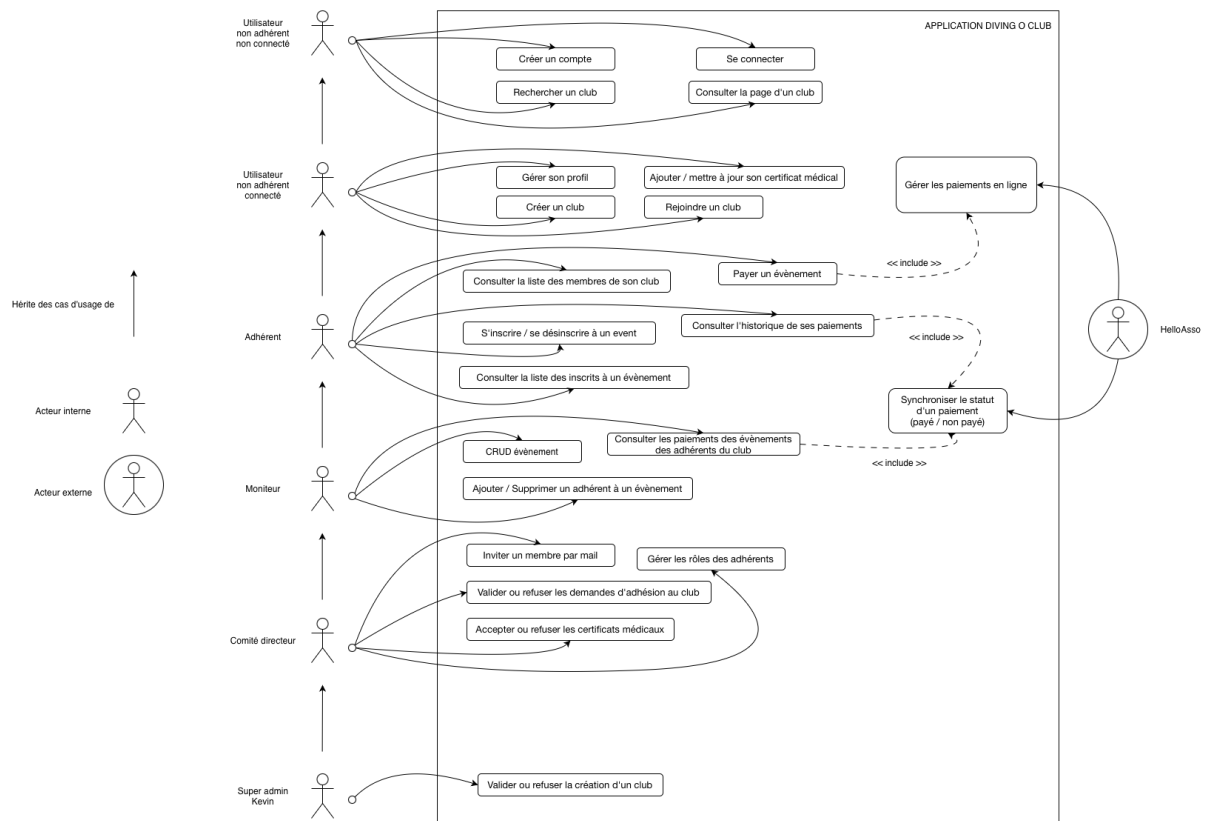 Utilisateur
non adhérent
non connecté
APPLICATION DIVING O CLUB
Créer un compte
Se connecter
Rechercher un club
Consulter la page d'un club
Utilisateur
non adhérent
connecté
Gérer son profil
Ajouter / mettre à jour son certificat médical
Gérer les paiements en ligne
Créer un club
Rejoindre un club
<< include >>
Payer un évènement
Consulter la liste des membres de son club
Hérite des cas d'usage de
Adhérent
S'inscrire / se désinscrire à un event
Consulter l'historique de ses paiements
<< include >>
HelloAsso
Consulter la liste des inscrits à un évènement
Synchroniser le statut
d'un paiement
(payé / non payé)
Acteur interne
Consulter les paiements des évènements
des adhérents du club
CRUD évènement
<< include >>
Acteur externe
Moniteur
Ajouter / Supprimer un adhérent à un évènement
Inviter un membre par mail
Gérer les rôles des adhérents
Valider ou refuser les demandes d'adhésion au club
Comité directeur
Accepter ou refuser les certificats médicaux
Super admin
Kevin
Valider ou refuser la création d'un club